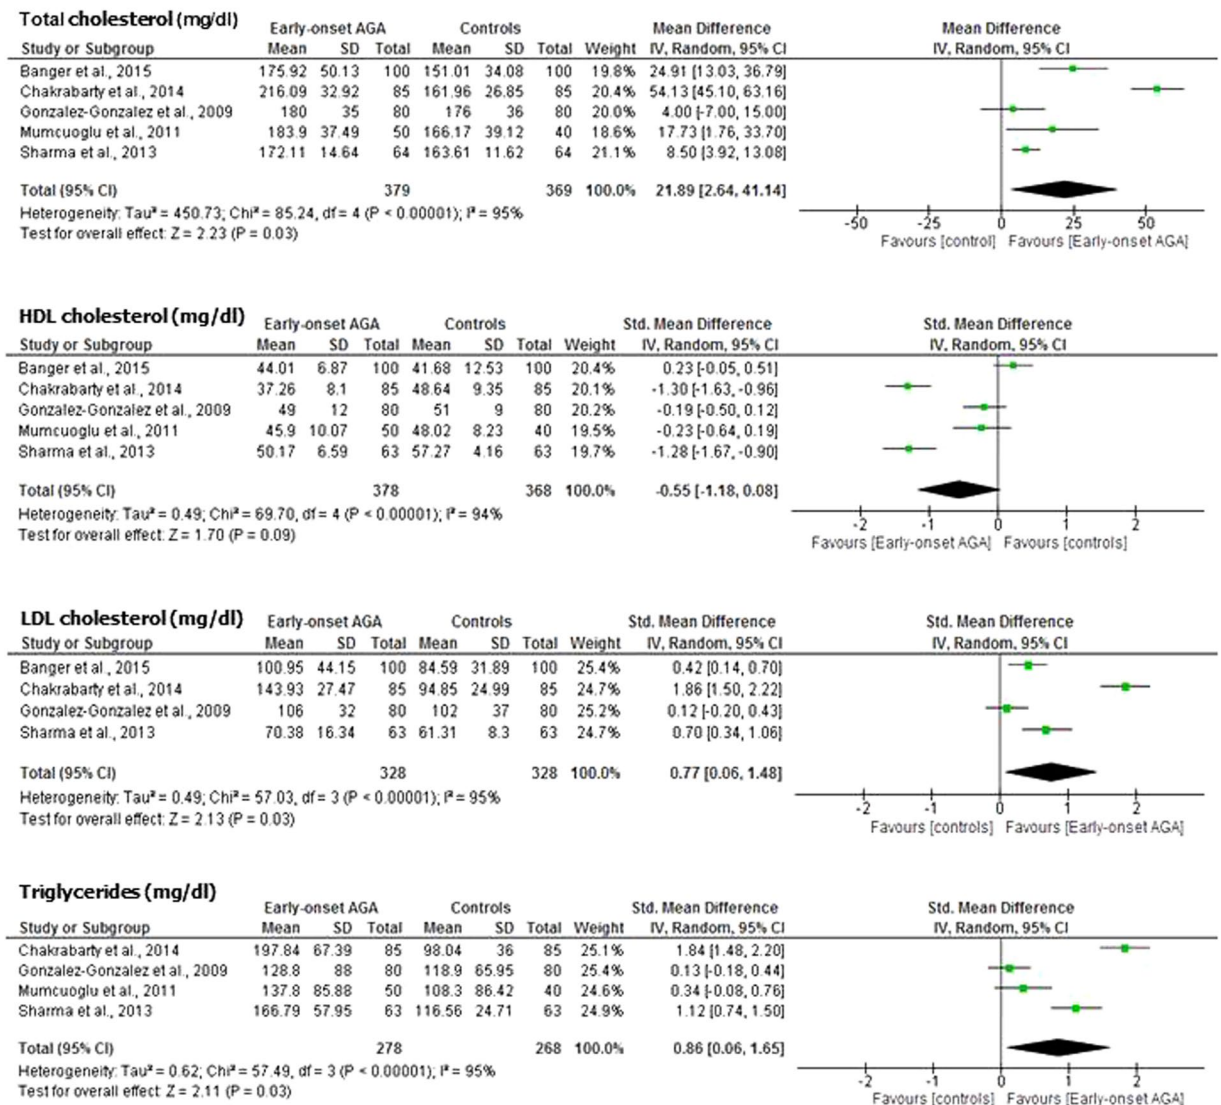 Total cholesterol (mg/dl)
Early-onset AGA Controls Mean Difference Mean Difference
Study or Subgroup Mean SD Total Mean SD Total Weight IV, Random, 95% CI IV, Random, 95% CI
Banger et al., 2015 175.92 50.13 100 151.01 34.08 100 19.8% 24.91 [13.03, 36.79]
Chakrabarty et al., 2014 216.09 32.92 85 161.96 26.85 85 20.4% 54.13 [45.10, 63.16]
Gonzalez-Gonzalez et al., 2009 180 35 80 176 36 80 20.0% 4.00 [-7.00, 15.00]
Mumcuoglu et al., 2011 183.9 37.49 50 166.17 39.12 40 18.6% 17.73 [1.76, 33.70]
Sharma et al., 2013 172.11 14.64 64 163.61 11.62 64 21.1% 8.50 [3.92, 13.08]
Total (95% CI) 379 369 100.0% 21.89 [2.64, 41.14]
Heterogeneity: Tau² = 450.73; Chi² = 85.24, df = 4 (P < 0.00001); I² = 95%
Test for overall effect: Z = 2.23 (P = 0.03)
-50 -25 0 25 50
Favours [control] Favours [Early-onset AGA]
HDL cholesterol (mg/dl)
Early-onset AGA Controls Std. Mean Difference Std. Mean Difference
Study or Subgroup Mean SD Total Mean SD Total Weight IV, Random, 95% CI IV, Random, 95% CI
Banger et al., 2015 44.01 6.87 100 41.68 12.53 100 20.4% 0.23 [-0.05, 0.51]
Chakrabarty et al., 2014 37.26 8.1 85 48.64 9.35 85 20.1% -1.30 [-1.63, -0.96]
Gonzalez-Gonzalez et al., 2009 49 12 80 51 9 80 20.2% -0.19 [-0.50, 0.12]
Mumcuoglu et al., 2011 45.9 10.07 50 48.02 8.23 40 19.5% -0.23 [-0.64, 0.19]
Sharma et al., 2013 50.17 6.59 63 57.27 4.16 63 19.7% -1.28 [-1.67, -0.90]
Total (95% CI) 378 368 100.0% -0.55 [-1.18, 0.08]
Heterogeneity: Tau² = 0.49; Chi² = 69.70, df = 4 (P < 0.00001); I² = 94%
Test for overall effect: Z = 1.70 (P = 0.09)
-2 -1 0 1 2
Favours [Early-onset AGA] Favours [controls]
LDL cholesterol (mg/dl)
Early-onset AGA Controls Std. Mean Difference Std. Mean Difference
Study or Subgroup Mean SD Total Mean SD Total Weight IV, Random, 95% CI IV, Random, 95% CI
Banger et al., 2015 100.95 44.15 100 84.59 31.89 100 25.4% 0.42 [0.14, 0.70]
Chakrabarty et al., 2014 143.93 27.47 85 94.85 24.99 85 24.7% 1.86 [1.50, 2.22]
Gonzalez-Gonzalez et al., 2009 106 32 80 102 37 80 25.2% 0.12 [-0.20, 0.43]
Sharma et al., 2013 70.38 16.34 63 61.31 8.3 63 24.7% 0.70 [0.34, 1.06]
Total (95% CI) 328 328 100.0% 0.77 [0.06, 1.48]
Heterogeneity: Tau² = 0.49; Chi² = 57.03, df = 3 (P < 0.00001); I² = 95%
Test for overall effect: Z = 2.13 (P = 0.03)
-2 -1 0 1 2
Favours [controls] Favours [Early-onset AGA]
Triglycerides (mg/dl)
Early-onset AGA Controls Std. Mean Difference Std. Mean Difference
Study or Subgroup Mean SD Total Mean SD Total Weight IV, Random, 95% CI IV, Random, 95% CI
Chakrabarty et al., 2014 197.84 67.39 85 98.04 36 85 25.1% 1.84 [1.48, 2.20]
Gonzalez-Gonzalez et al., 2009 128.8 88 80 118.9 65.95 80 25.4% 0.13 [-0.18, 0.44]
Mumcuoglu et al., 2011 137.8 85.88 50 108.3 86.42 40 24.6% 0.34 [-0.08, 0.76]
Sharma et al., 2013 166.79 57.95 63 116.56 24.71 63 24.9% 1.12 [0.74, 1.50]
Total (95% CI) 278 268 100.0% 0.86 [0.06, 1.65]
Heterogeneity: Tau² = 0.62; Chi² = 57.49, df = 3 (P < 0.00001); I² = 95%
Test for overall effect: Z = 2.11 (P = 0.03)
-2 -1 0 1 2
Favours [controls] Favours [Early-onset AGA]